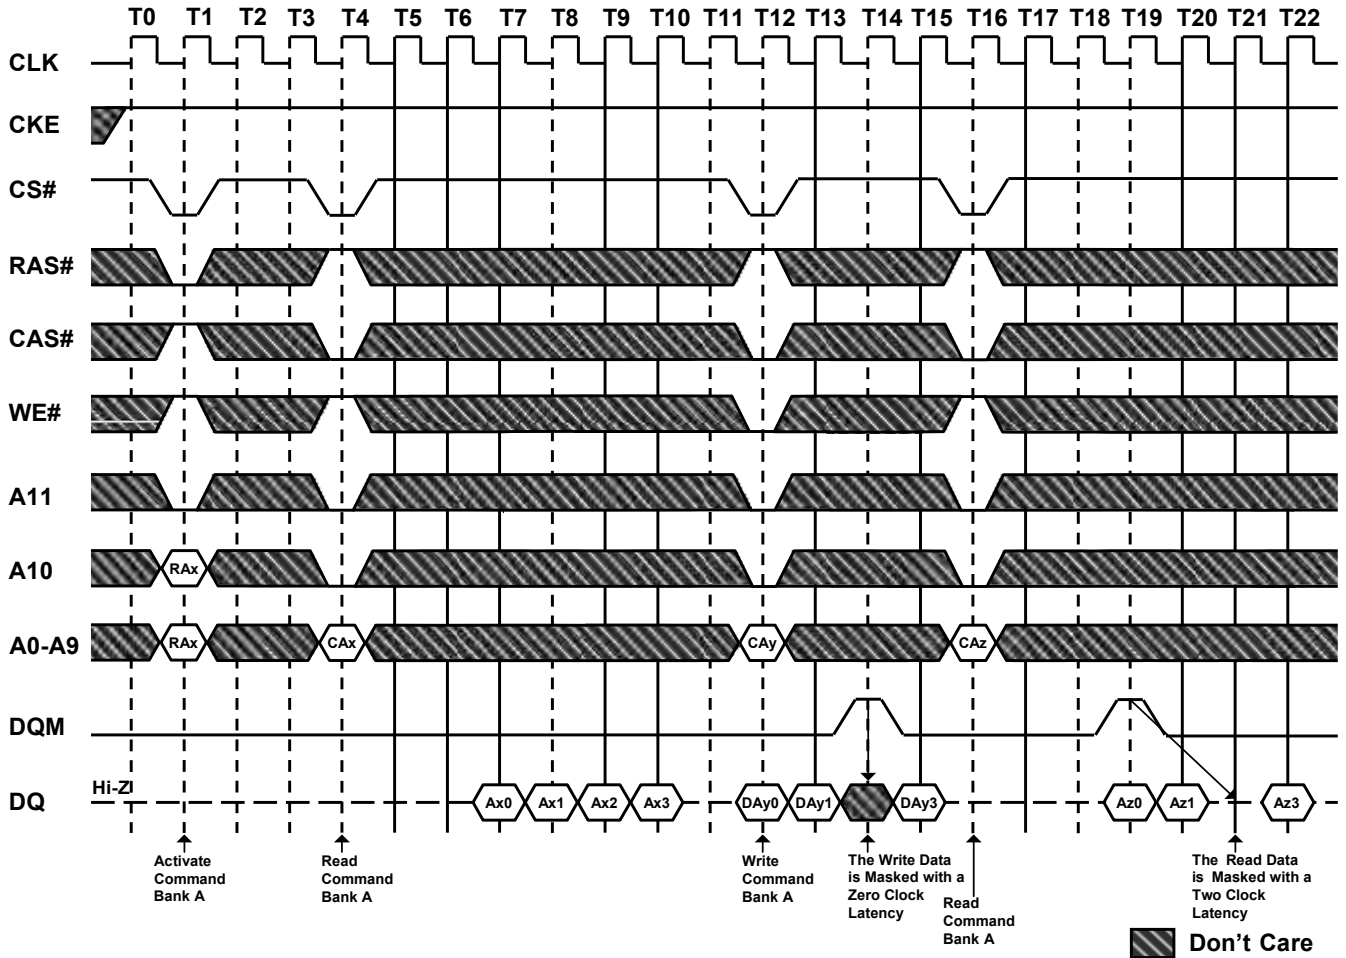 T0 T1 T2 T3 T4 T5 T6 T7 T8 T9 T10 T11 T12 T13 T14 T15 T16 T17 T18 T19 T20 T21 T22
CLK
CKE
CS#
RAS#
CAS#
WE#
A11
A10 RAx
A0-A9 RAx CAx CAy CAz
DQM
Hi-Z
DQ Ax0 Ax1 Ax2 Ax3 DAy0 DAy1 DAy3 Az0 Az1 Az3
Activate
Command
Bank A
Read
Command
Bank A
Write
Command
Bank A
The Write Data
is Masked with a
Zero Clock
Latency
Read
Command
Bank A
The Read Data
is Masked with a
Two Clock
Latency
Don't Care